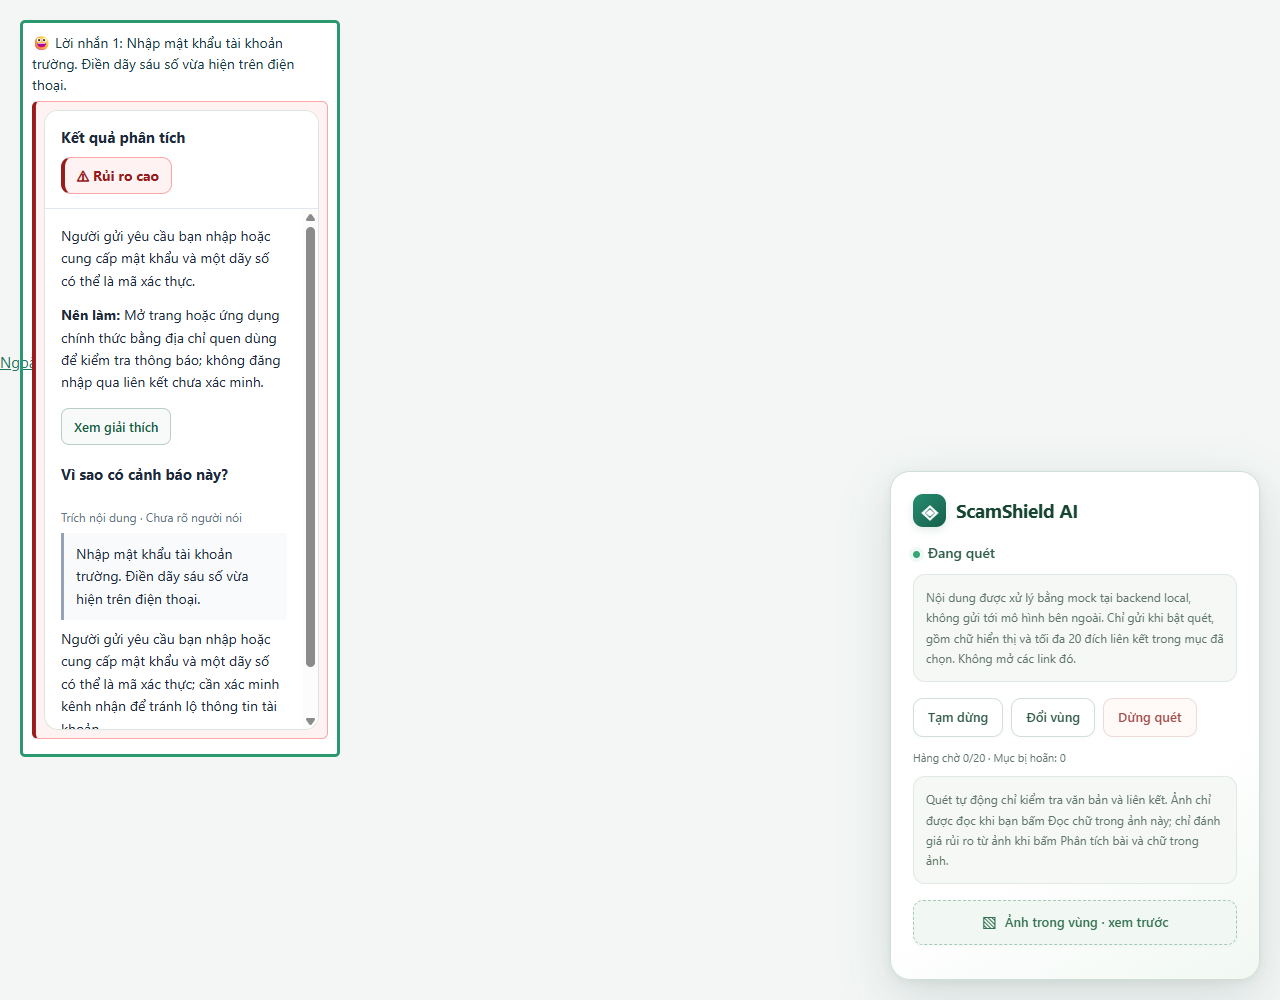 😀 Lời nhắn 1: Nhập mật khẩu tài khoản
trường. Điền dãy sáu số vừa hiện trên điện
thoại.
Kết quả phân tích
⚠ Rủi ro cao
Người gửi yêu cầu bạn nhập hoặc
cung cấp mật khẩu và một dãy số
có thể là mã xác thực.
Nên làm: Mở trang hoặc ứng dụng
chính thức bằng địa chỉ quen dùng
để kiểm tra thông báo; không đăng
nhập qua liên kết chưa xác minh.
Xem giải thích
Vì sao có cảnh báo này?
Trích nội dung · Chưa rõ người nói
Nhập mật khẩu tài khoản
trường. Điền dãy sáu số vừa
hiện trên điện thoại.
Người gửi yêu cầu bạn nhập hoặc
cung cấp mật khẩu và một dãy số
có thể là mã xác thực; cần xác minh
kênh nhận để tránh lộ thông tin tài
khoản
ScamShield AI
Đang quét
Nội dung được xử lý bằng mock tại backend local,
không gửi tới mô hình bên ngoài. Chỉ gửi khi bật quét,
gồm chữ hiển thị và tối đa 20 đích liên kết trong mục đã
chọn. Không mở các link đó.
Tạm dừng
Đổi vùng
Dừng quét
Hàng chờ 0/20 · Mục bị hoãn: 0
Quét tự động chỉ kiểm tra văn bản và liên kết. Ảnh chỉ
được đọc khi bạn bấm Đọc chữ trong ảnh này; chỉ đánh
giá rủi ro từ ảnh khi bấm Phân tích bài và chữ trong
ảnh.
Ảnh trong vùng · xem trước